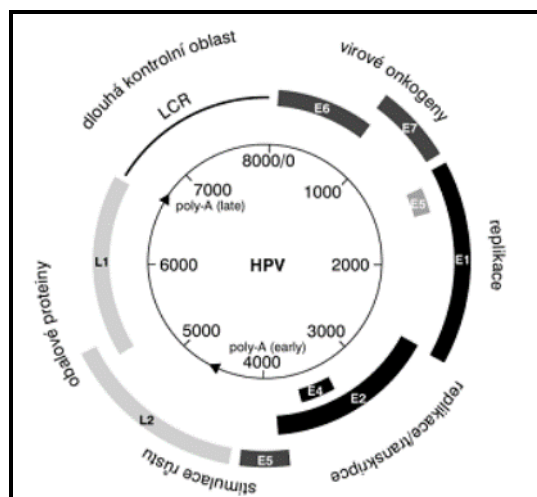 dlouhá kontrolní oblast
virové onkogeny
LCR
E6
E7
8000/0
7000
1000
poly-A (late)
E5
L1
6000
HPV
2000
E1
replikace
obalové proteiny
5000
poly-A (early)
3000
4000
E4
E2
L2
E5
stimulace růstu
replikace/transkripce